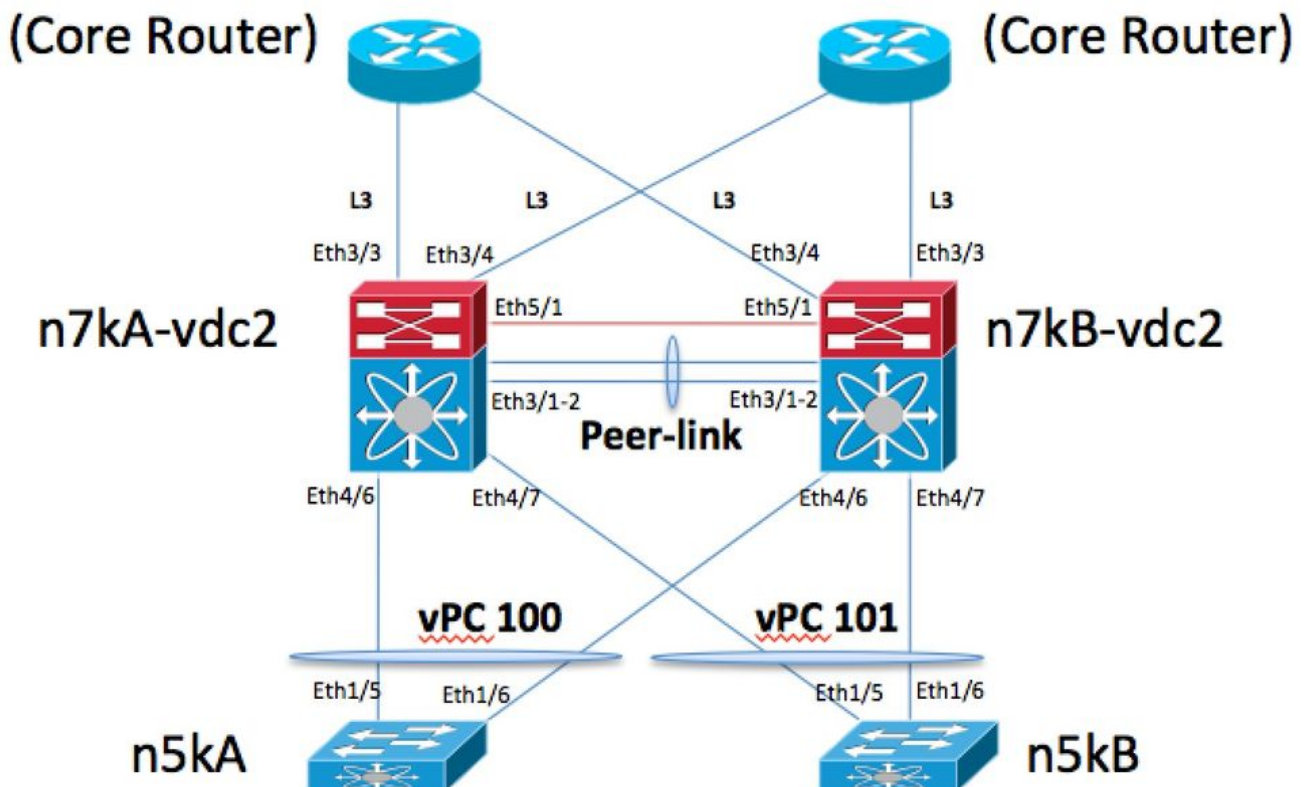 (Core Router)
(Core Router)
L3
L3
L3
L3
Eth3/3
Eth3/4
Eth3/4
Eth3/3
n7kA-vdc2
Eth5/1
Eth5/1
n7kB-vdc2
Eth3/1-2
Eth3/1-2
Peer-link
Eth4/6
Eth4/7
Eth4/6
Eth4/7
vPC 100
vPC 101
Eth1/5
Eth1/6
Eth1/5
Eth1/6
n5kA
n5kB